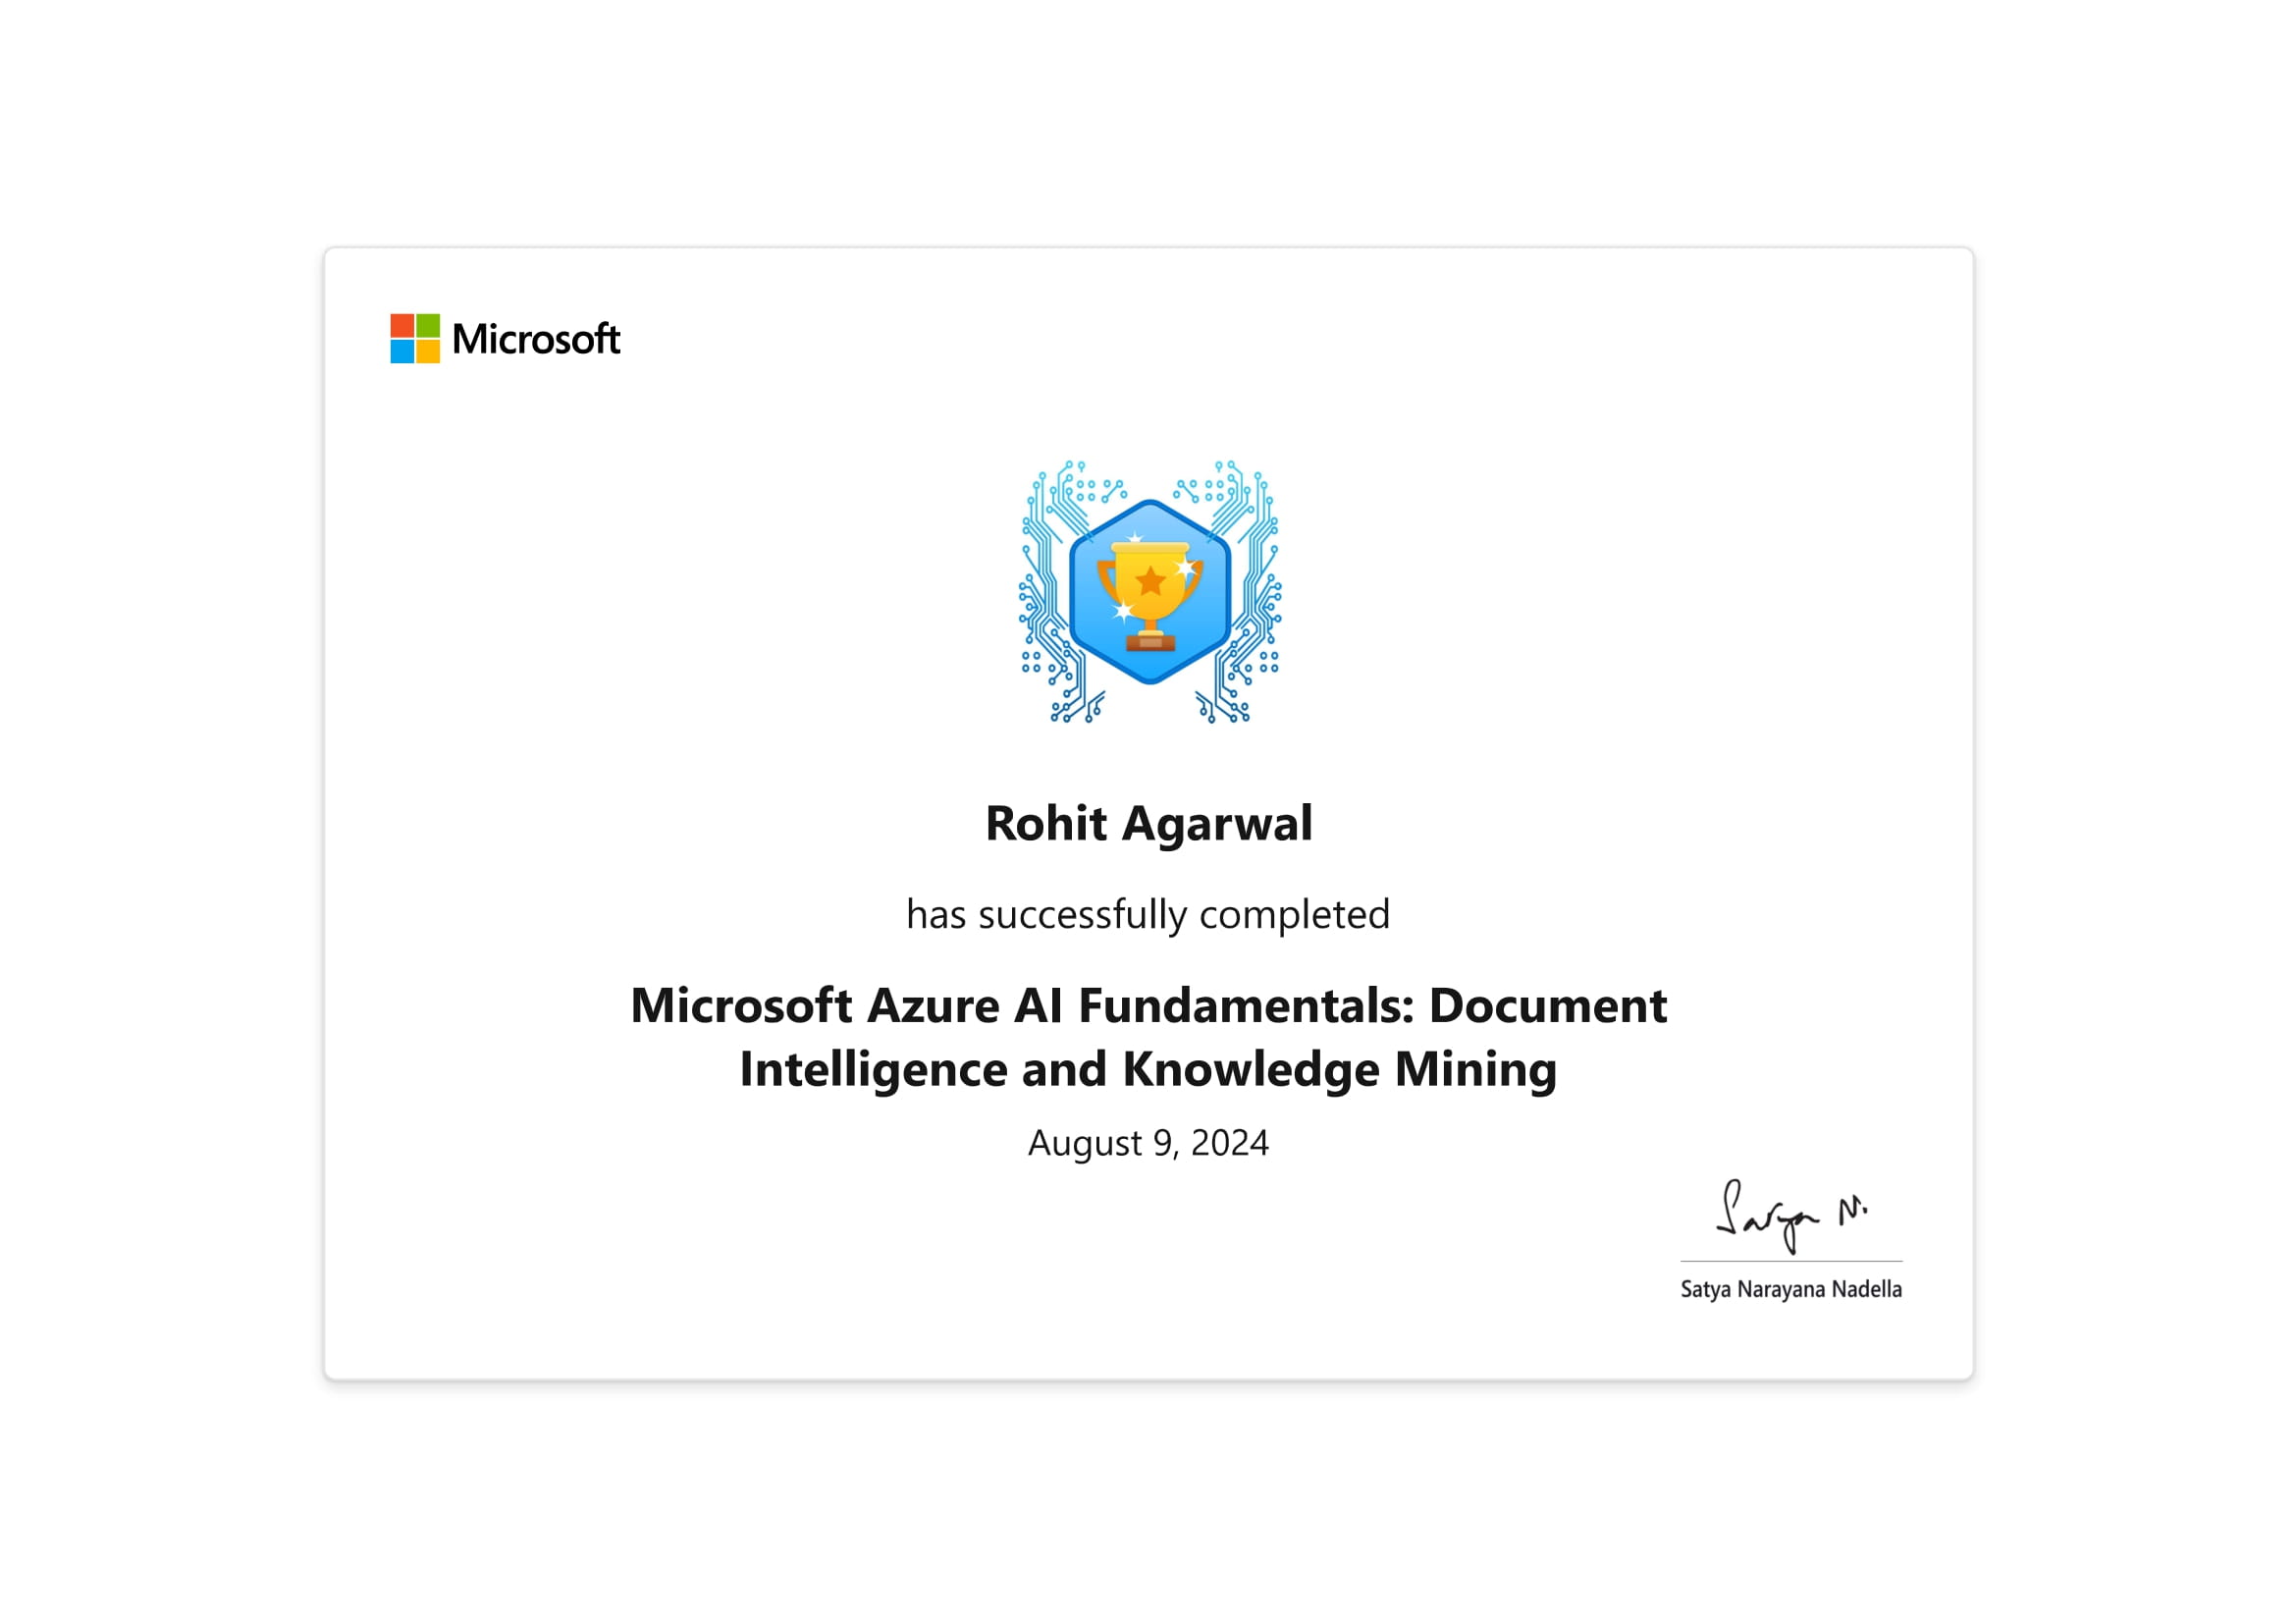 Microsoft
Rohit Agarwal
has successfully completed
Microsoft Azure AI Fundamentals: Document
Intelligence and Knowledge Mining
August 9, 2024
Satya N.
Satya Narayana Nadella